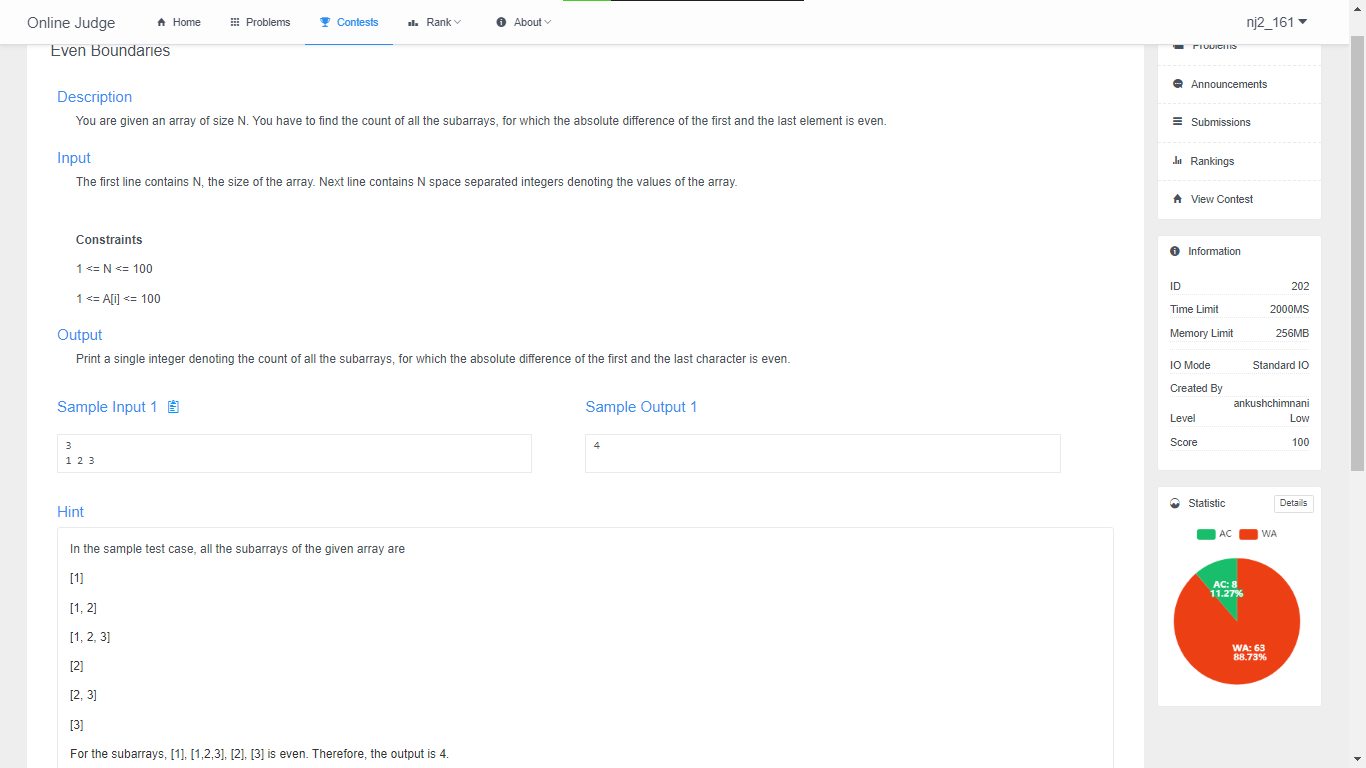 Online Judge
Home
Problems
Contests
Rank
About
nj2_161
Even Boundaries
Description
You are given an array of size N. You have to find the count of all the subarrays, for which the absolute difference of the first and the last element is even.
Input
The first line contains N, the size of the array. Next line contains N space separated integers denoting the values of the array.
Constraints
1 <= N <= 100
1 <= A[i] <= 100
Output
Print a single integer denoting the count of all the subarrays, for which the absolute difference of the first and the last character is even.
Sample Input 1
3
1 2 3
Sample Output 1
4
Hint
In the sample test case, all the subarrays of the given array are
[1]
[1, 2]
[1, 2, 3]
[2]
[2, 3]
[3]
For the subarrays, [1], [1,2,3], [2], [3] is even. Therefore, the output is 4.
Problems
Announcements
Submissions
Rankings
View Contest
Information
ID 202
Time Limit 2000MS
Memory Limit 256MB
IO Mode Standard IO
Created By
ankushchimnani
Level Low
Score 100
Statistic
Details
AC WA
AC: 8
11.27%
WA: 63
88.73%